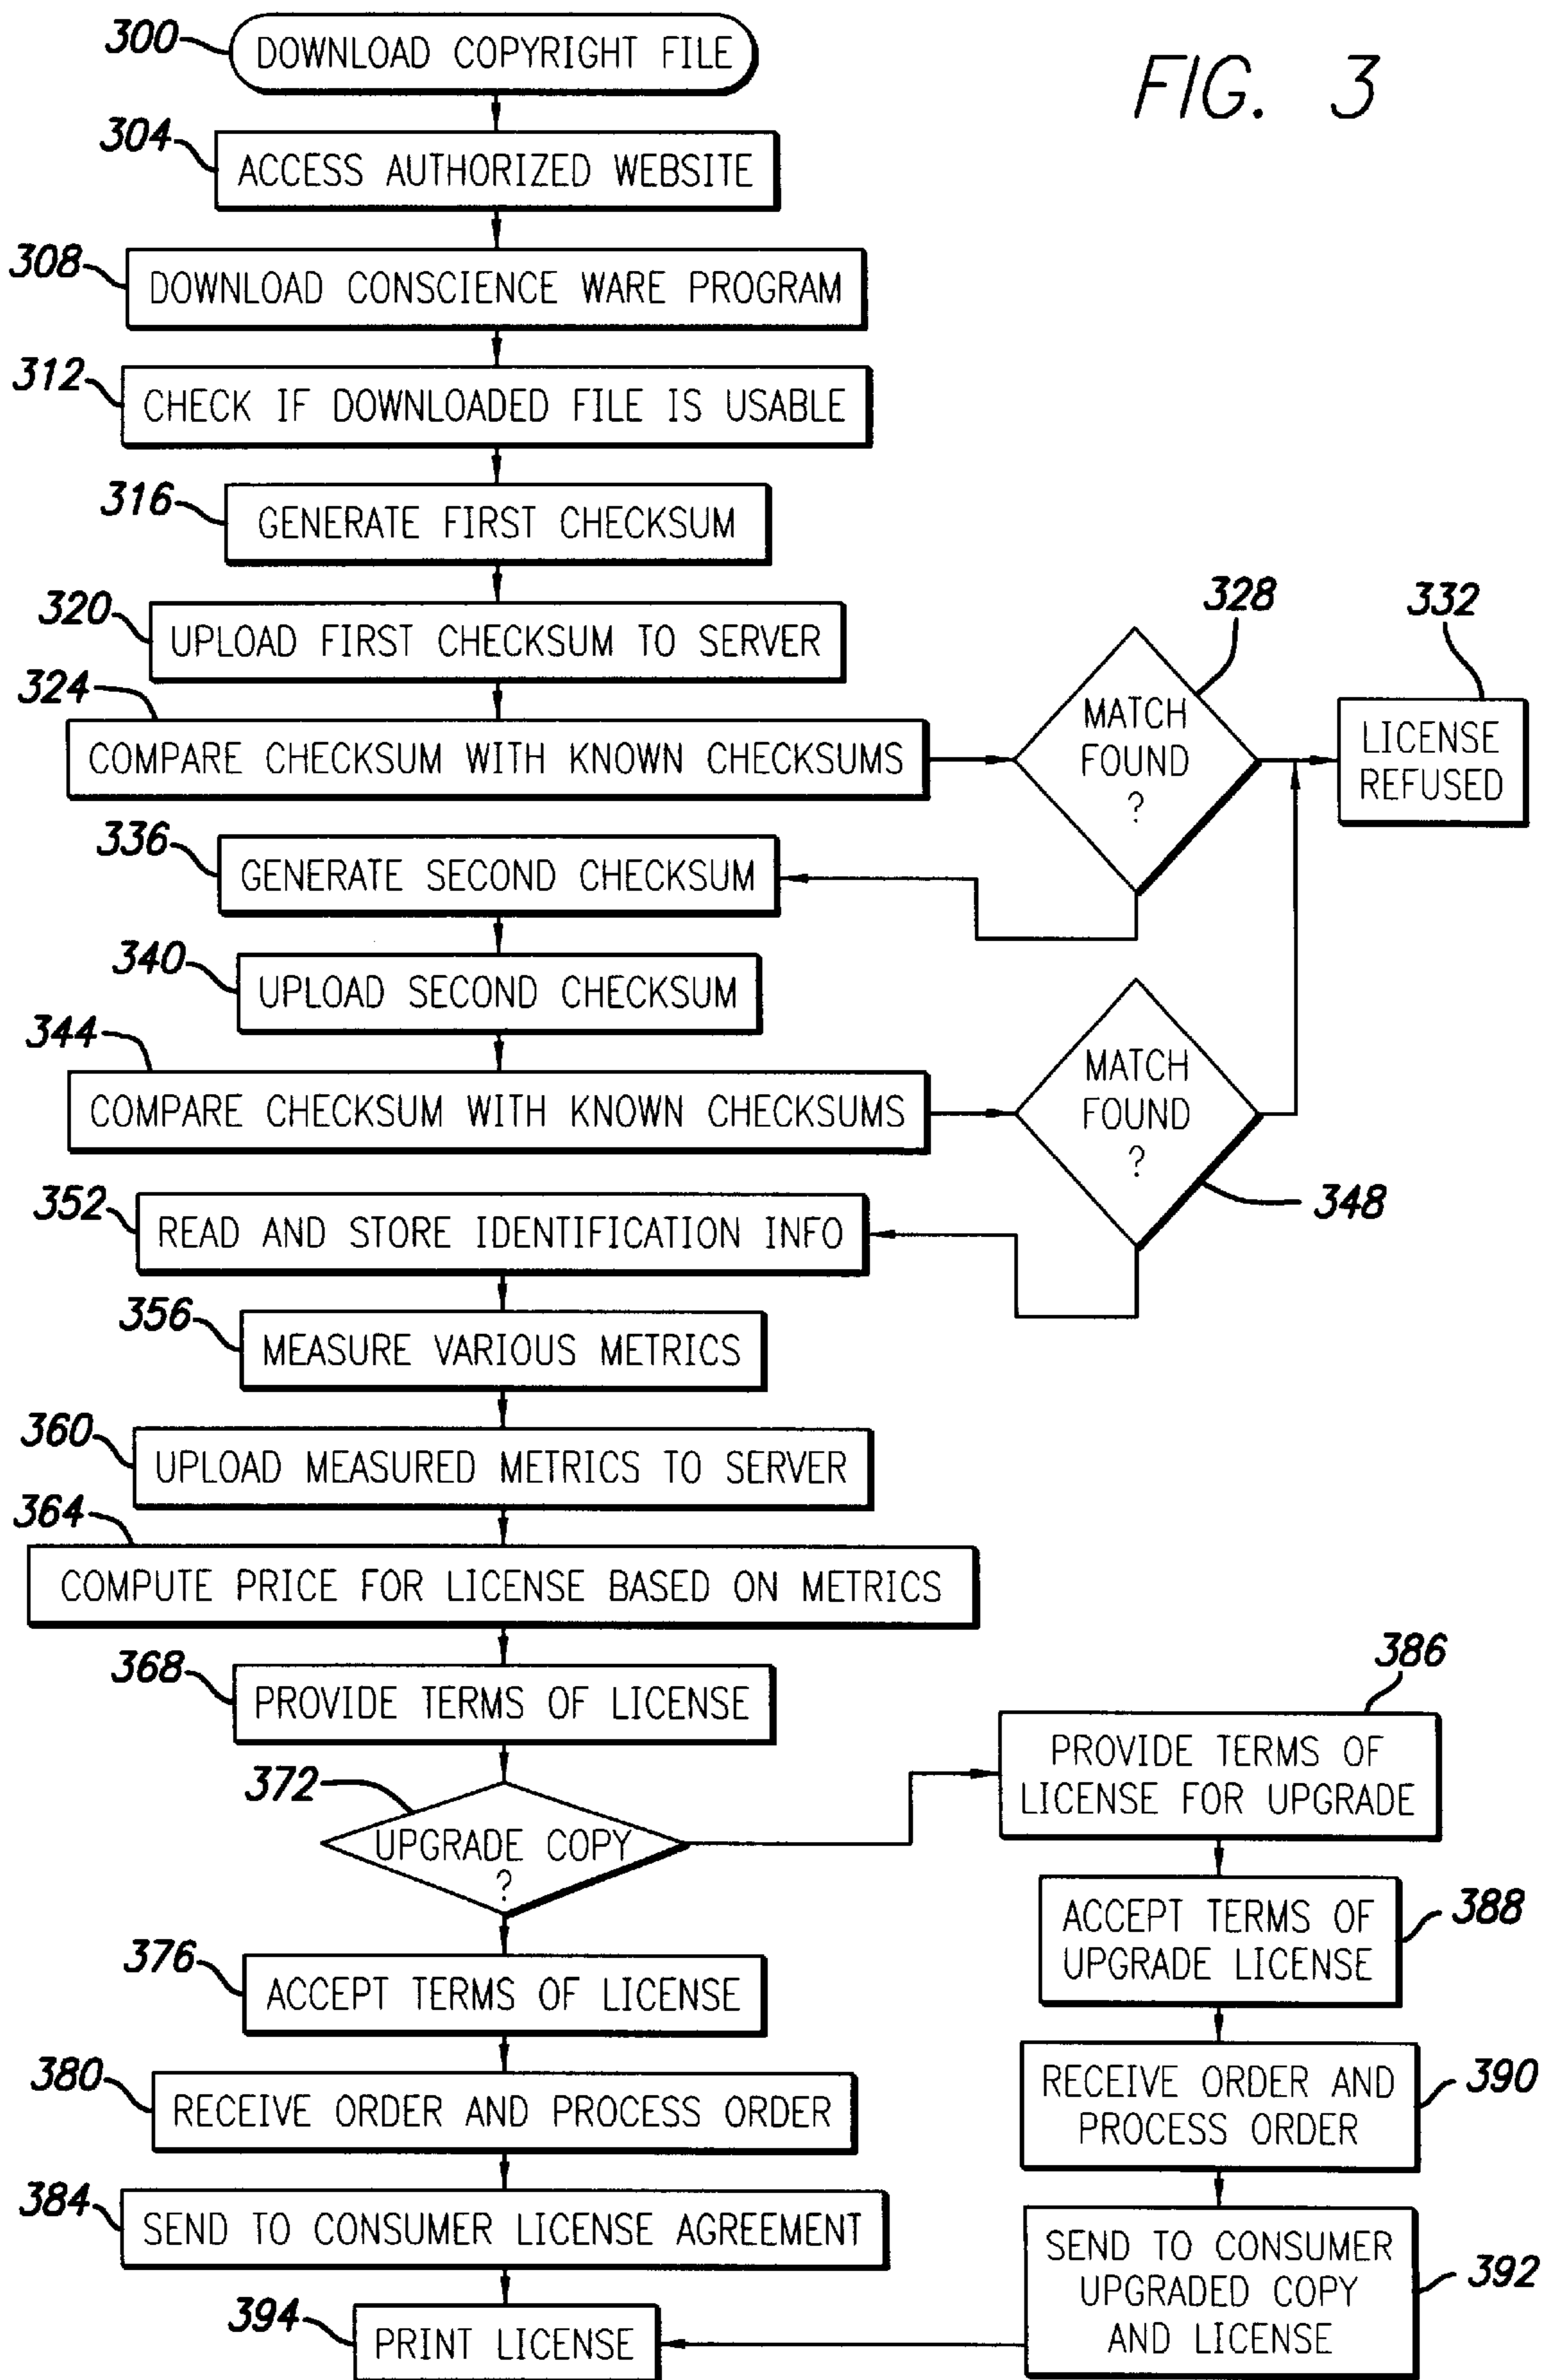 FIG. 3
300
DOWNLOAD COPYRIGHT FILE
304
ACCESS AUTHORIZED WEBSITE
308
DOWNLOAD CONSCIENCE WARE PROGRAM
312
CHECK IF DOWNLOADED FILE IS USABLE
316
GENERATE FIRST CHECKSUM
320
UPLOAD FIRST CHECKSUM TO SERVER
324
COMPARE CHECKSUM WITH KNOWN CHECKSUMS
328
MATCH
FOUND
?
332
LICENSE
REFUSED
336
GENERATE SECOND CHECKSUM
340
UPLOAD SECOND CHECKSUM
344
COMPARE CHECKSUM WITH KNOWN CHECKSUMS
MATCH
FOUND
?
348
352
READ AND STORE IDENTIFICATION INFO
356
MEASURE VARIOUS METRICS
360
UPLOAD MEASURED METRICS TO SERVER
364
COMPUTE PRICE FOR LICENSE BASED ON METRICS
368
PROVIDE TERMS OF LICENSE
372
UPGRADE COPY
?
376
ACCEPT TERMS OF LICENSE
380
RECEIVE ORDER AND PROCESS ORDER
384
SEND TO CONSUMER LICENSE AGREEMENT
386
PROVIDE TERMS OF
LICENSE FOR UPGRADE
388
ACCEPT TERMS OF
UPGRADE LICENSE
390
RECEIVE ORDER AND
PROCESS ORDER
392
SEND TO CONSUMER
UPGRADED COPY
AND LICENSE
394
PRINT LICENSE